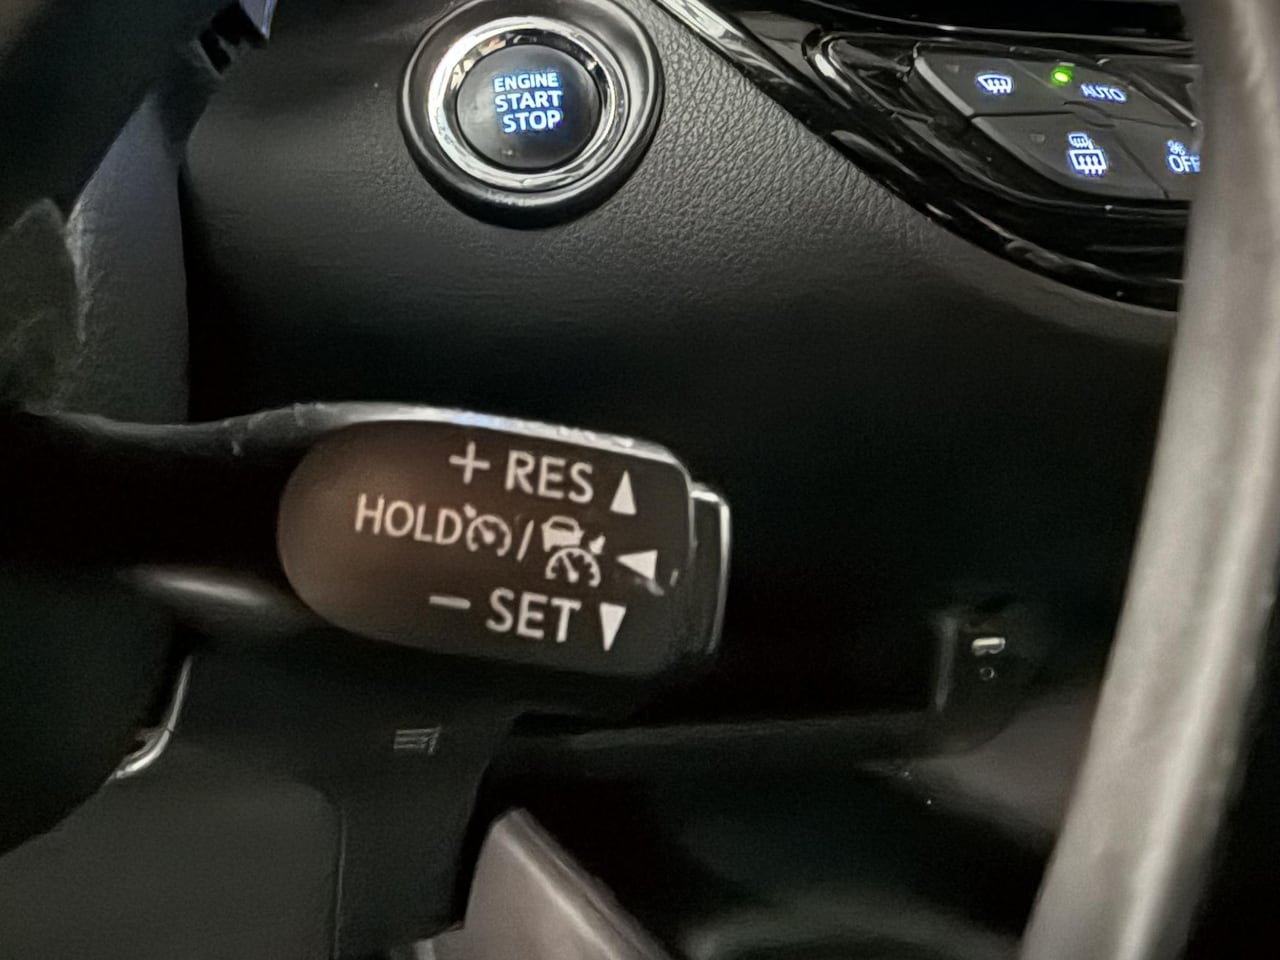 ENGINE
START
STOP
AUTO
OFF
+ RES
HOLD /
- SET